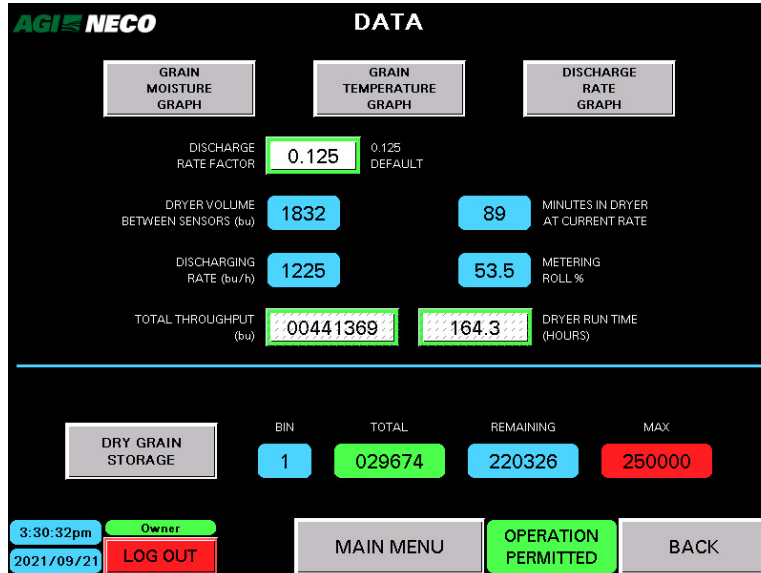 AGI NECO
DATA
GRAIN
MOISTURE
GRAPH
GRAIN
TEMPERATURE
GRAPH
DISCHARGE
RATE
GRAPH
DISCHARGE
RATE FACTOR
0.125
0.125
DEFAULT
DRYER VOLUME
BETWEEN SENSORS (bu)
1832
89
MINUTES IN DRYER
AT CURRENT RATE
DISCHARGING
RATE (bu/h)
1225
53.5
METERING
ROLL %
TOTAL THROUGHPUT
(bu)
00441369
164.3
DRYER RUN TIME
(HOURS)
DRY GRAIN
STORAGE
BIN
1
TOTAL
029674
REMAINING
220326
MAX
250000
3:30:32pm
2021/09/21
Owner
LOG OUT
MAIN MENU
OPERATION
PERMITTED
BACK